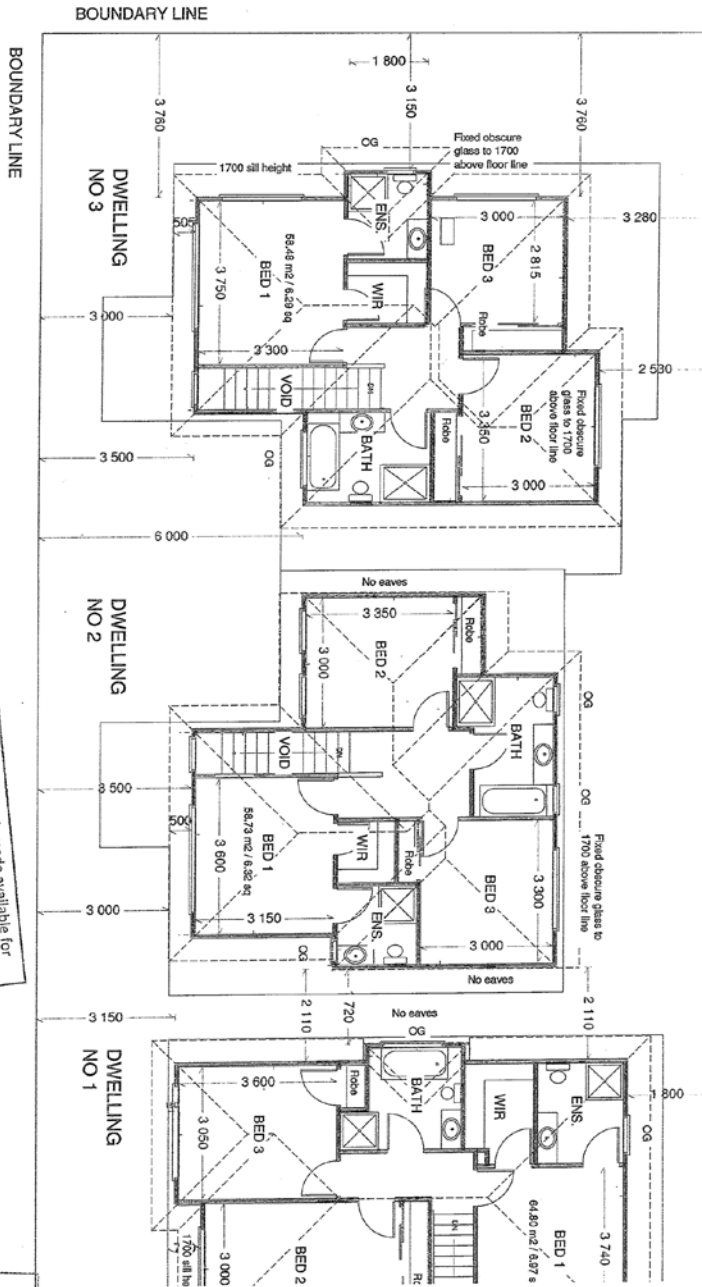 BOUNDARY LINE
BOUNDARY LINE
1 800
3 760
3 150
3 760
OG
Fixed obscure
glass to 1700
above floor line
1700 sill height
DWELLING
NO 3
505
ENS.
3 000
3 280
BED 1
58.48 m2 / 6.29 sq
3 750
WIR
BED 3
2 815
Robe
3 000
3 300
2 530
VOID
DN
BED 2
Fixed obscure
glass to 1700
above floor line
3 350
3 000
BATH
Robe
OG
3 500
6 000
No eaves
DWELLING
NO 2
3 350
Robe
BED 2
3 000
OG
BATH
VOID
DN
3 500
OG
500
BED 1
58.73 m2 / 6.32 sq
3 600
WIR
Robe
BED 3
3 300
Fixed obscure glass to
1700 above floor line
3 150
ENS.
3 000
3 000
OG
No eaves
available for
2 110
720
2 110
3 150
No eaves
OG
DWELLING
NO 1
3 600
Robe
BATH
WIR
ENS
1 800
OG
BED 3
3 050
BED 1
64.80 m2 / 6.97 s
3 740
DN
1700 sill
3 000
BED 2